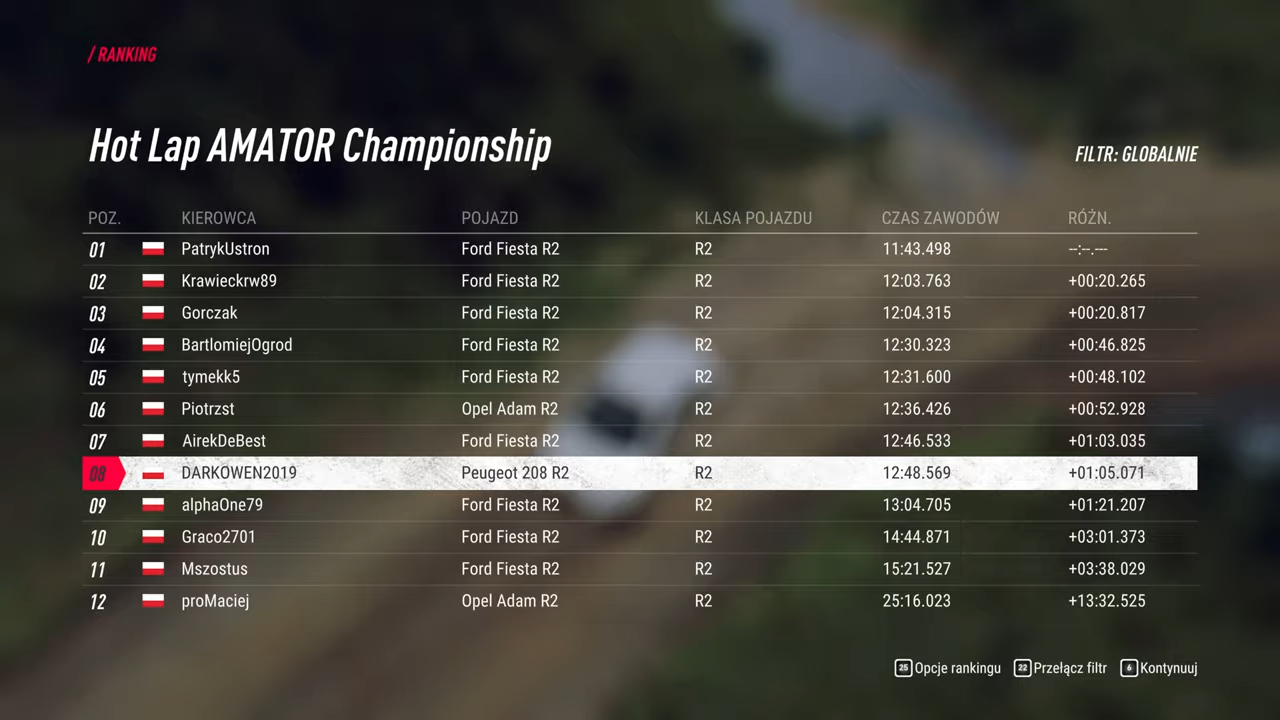 / RANKING
Hot Lap AMATOR Championship
FILTR: GLOBALNIE
POZ. KIEROWCA POJAZD KLASA POJAZDU CZAS ZAWODÓW RÓŻN.
01 PatrykUstron Ford Fiesta R2 R2 11:43.498 --:--.---
02 Krawieckrw89 Ford Fiesta R2 R2 12:03.763 +00:20.265
03 Gorczak Ford Fiesta R2 R2 12:04.315 +00:20.817
04 BartlomiejOgrod Ford Fiesta R2 R2 12:30.323 +00:46.825
05 tymekk5 Ford Fiesta R2 R2 12:31.600 +00:48.102
06 Piotrzst Opel Adam R2 R2 12:36.426 +00:52.928
07 AirekDeBest Ford Fiesta R2 R2 12:46.533 +01:03.035
08 DARKOWEN2019 Peugeot 208 R2 R2 12:48.569 +01:05.071
09 alphaOne79 Ford Fiesta R2 R2 13:04.705 +01:21.207
10 Graco2701 Ford Fiesta R2 R2 14:44.871 +03:01.373
11 Mszostus Ford Fiesta R2 R2 15:21.527 +03:38.029
12 proMaciej Opel Adam R2 R2 25:16.023 +13:32.525
25 Opcje rankingu 22 Przełącz filtr 6 Kontynuuj